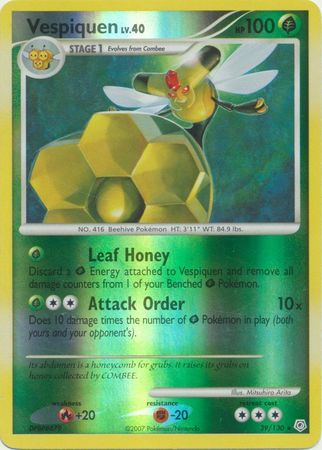 Vespiquen LV.40 HP 100
STAGE 1 Evolves from Combee
NO. 416 Beehive Pokémon HT: 3'11" WT: 84.9 lbs.
Leaf Honey
Discard a Energy attached to Vespiquen and remove all
damage counters from 1 of your Benched Pokémon.
Attack Order 10×
Does 10 damage times the number of Pokémon in play (both
yours and your opponent's).
Its abdomen is a honeycomb for grubs. It raises its grubs on
honey collected by COMBEE.
weakness resistance retreat cost
+20 -20
Illus. Mitsuhiro Arita
©2007 Pokémon/Nintendo 39/130 ★